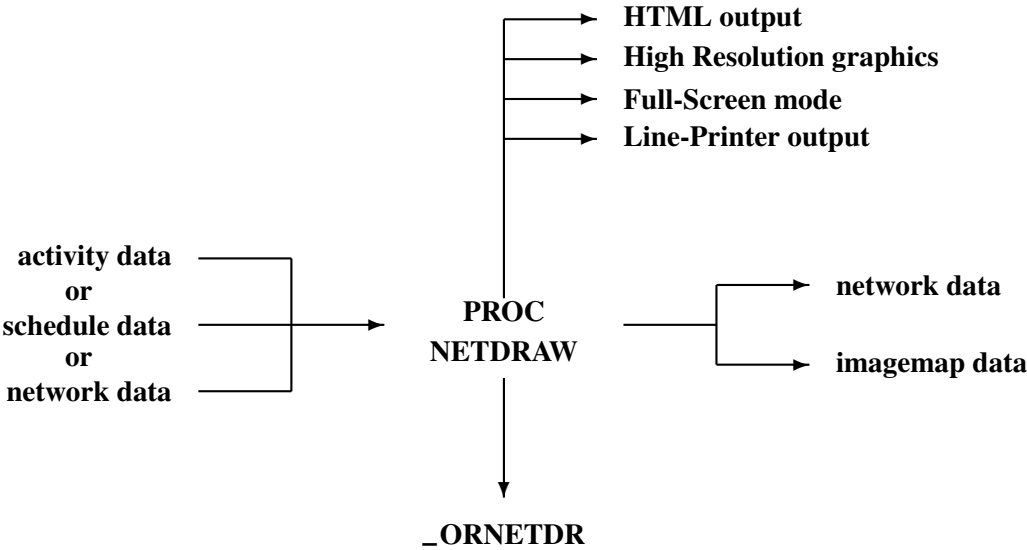 HTML output
High Resolution graphics
Full-Screen mode
Line-Printer output
activity data
or
schedule data
or
network data
PROC
NETDRAW
network data
imagemap data
_ORNETDR